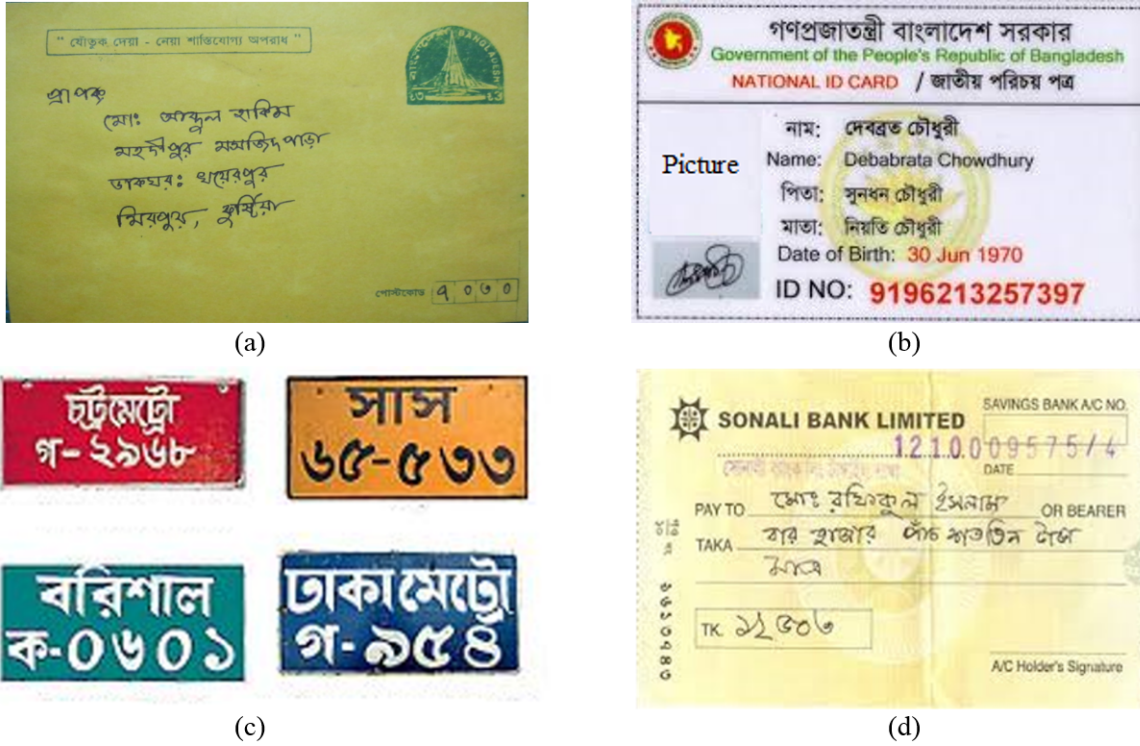 " যৌতুক দেয়া - নেয়া শাস্তিযোগ্য অপরাধ "
BANGLADESH
প্রাপক
মোঃ আব্দুল হাকিম
মহদীপুর মসজিদ পাড়া
ডাকঘর: খয়েরপুর
মিরপুর, কুষ্টিয়া
পোস্টকোড ৭০৩০
(a)
গণপ্রজাতন্ত্রী বাংলাদেশ সরকার
Government of the People's Republic of Bangladesh
NATIONAL ID CARD / জাতীয় পরিচয় পত্র
Picture
নাম: দেবব্রত চৌধুরী
Name: Debabrata Chowdhury
পিতা: সুনধন চৌধুরী
মাতা: নিয়তি চৌধুরী
Date of Birth: 30 Jun 1970
ID NO: 9196213257397
(b)
চট্রমেট্রো
গ-২৯৬৮
সাস
৬৫-৫৩৩
বরিশাল
ক-০৬০১
ঢাকামেট্রো
গ-৯৫৪
(c)
SONALI BANK LIMITED
SAVINGS BANK A/C NO.
1210009575/4
DATE
PAY TO মোঃ রফিকুল ইসলাম OR BEARER
TAKA বার হাজার পাঁচ শত তিন টাকা
মাত্র
TK. ১২৫০৩
A/C Holder's Signature
(d)